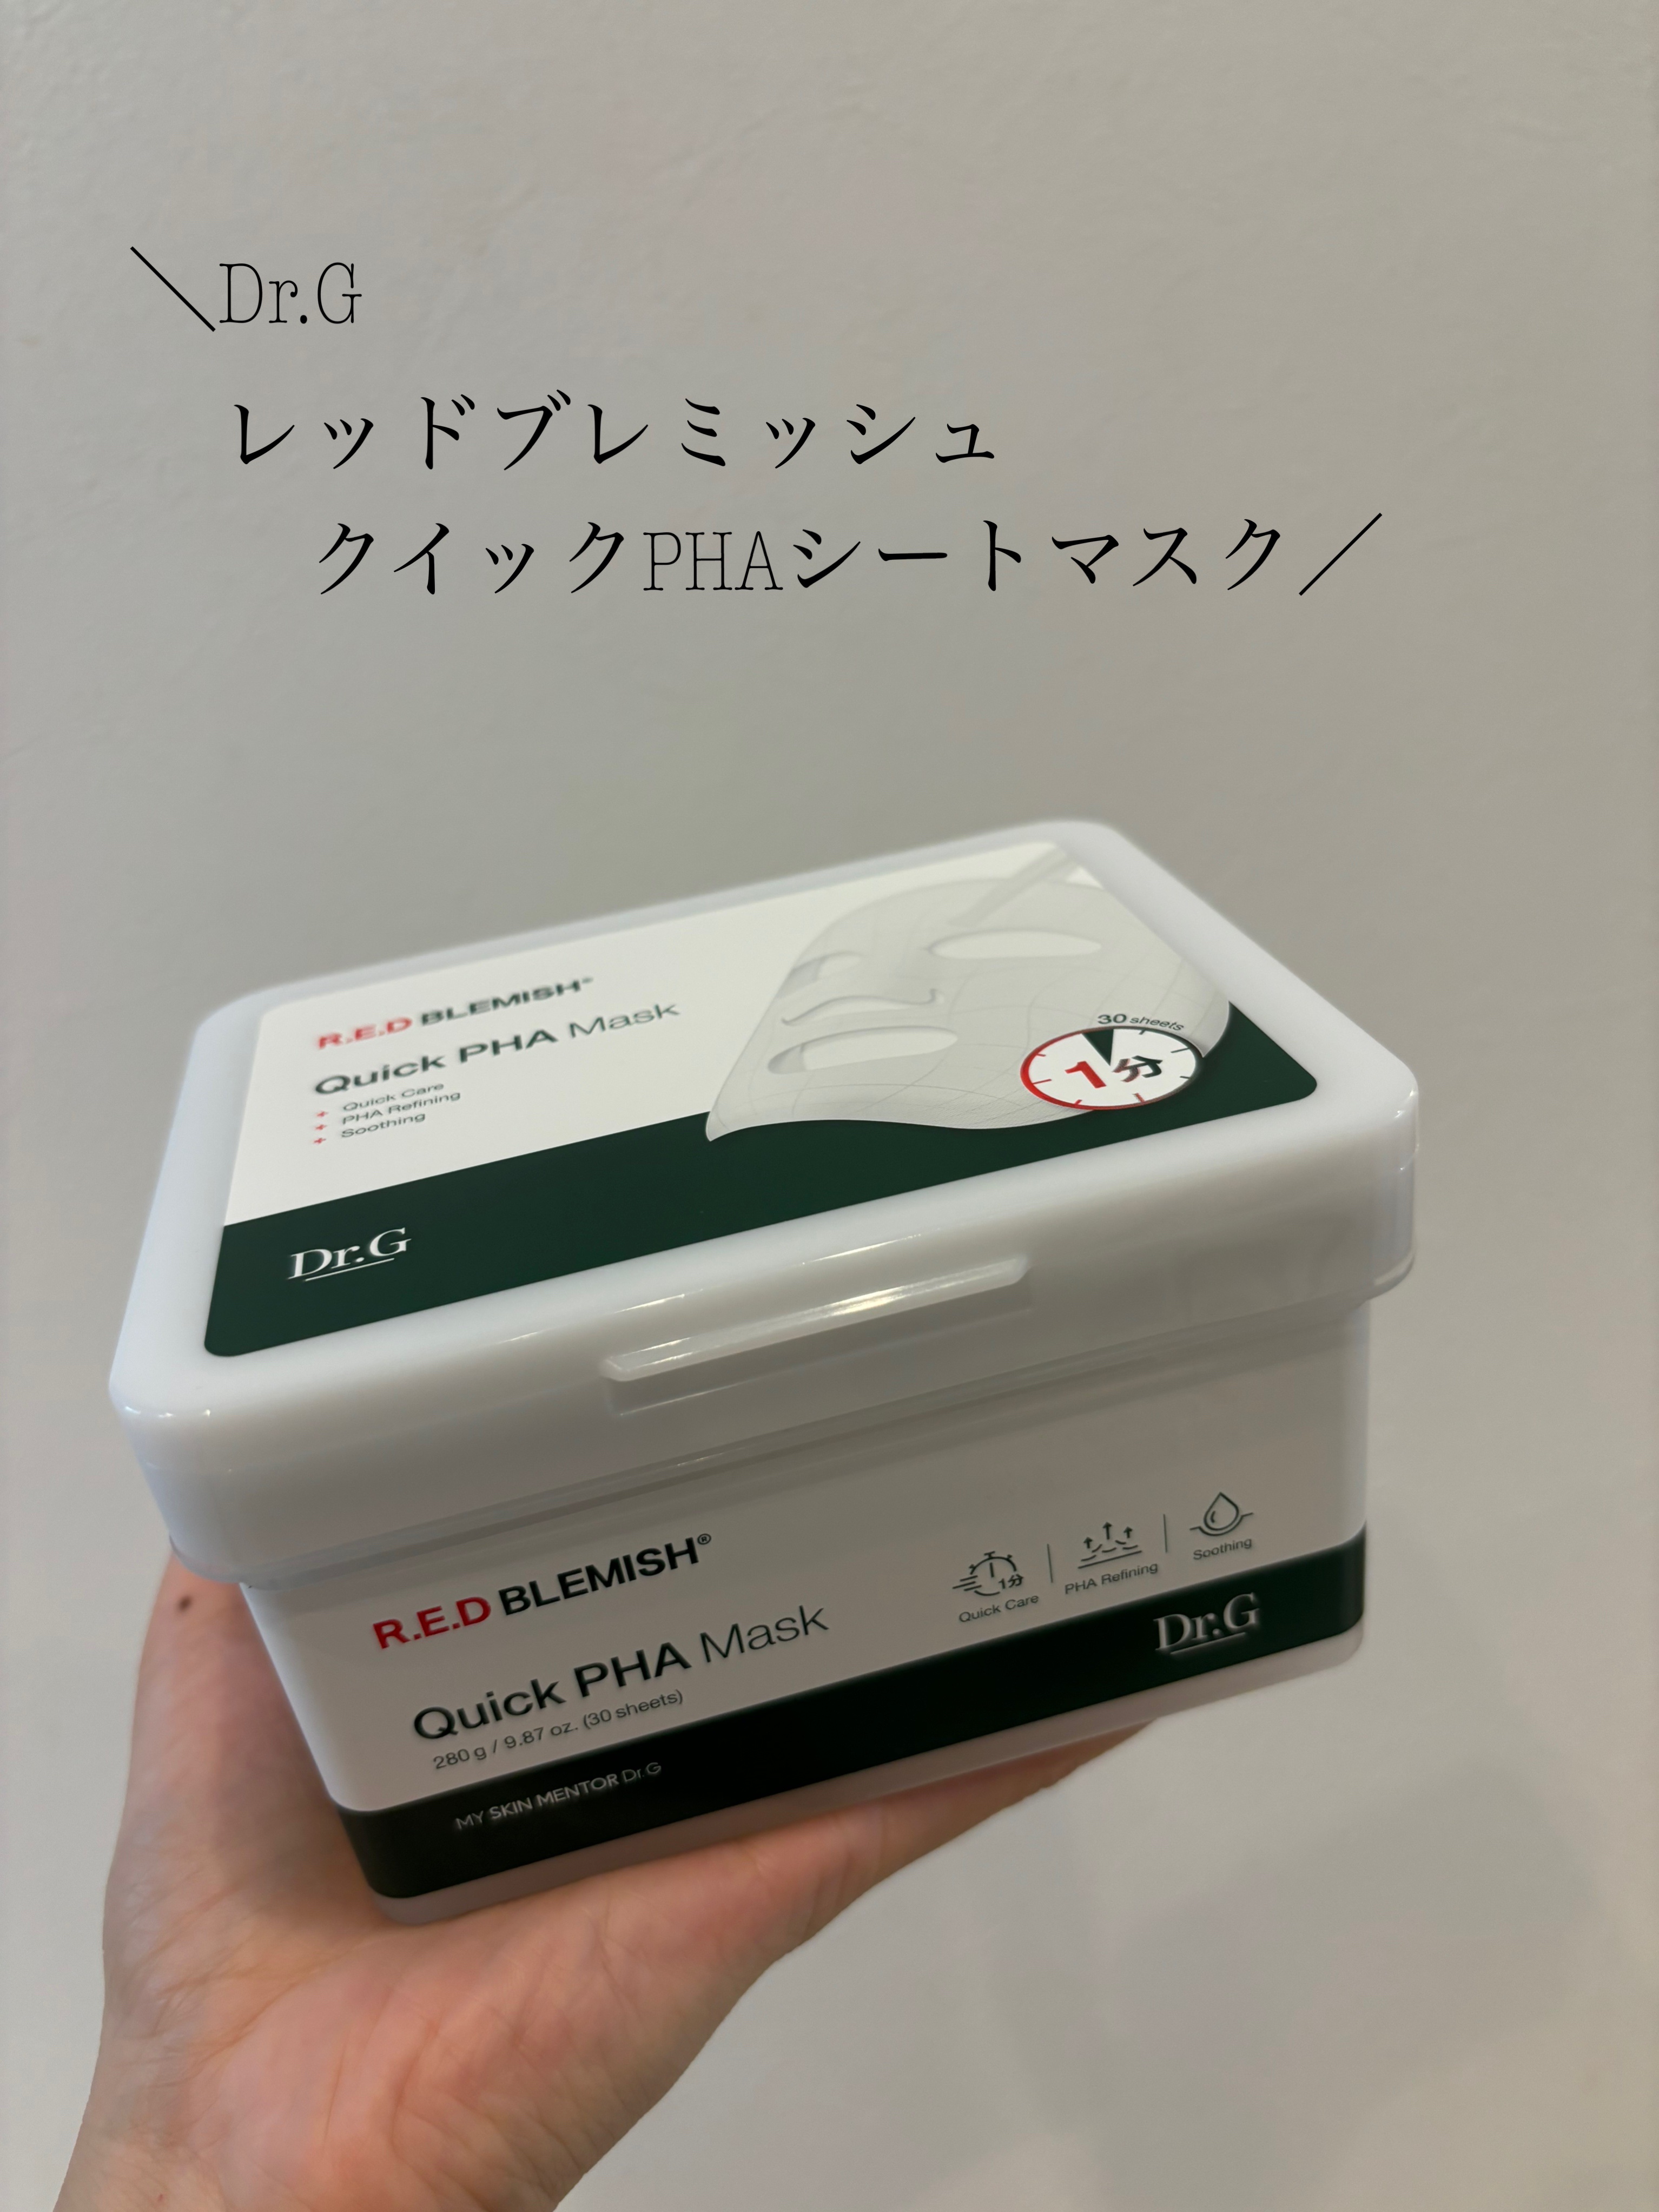 ＼Dr.G
レッドブレミッシュ
クイックPHAシートマスク／
R.E.D BLEMISH®
Quick PHA Mask
+ Quick Care
+ PHA Refining
+ Soothing
30 sheets
1分
Dr.G
R.E.D BLEMISH®
Quick PHA Mask
280 g / 9.87 oz. (30 sheets)
MY SKIN MENTOR Dr.G
1分
Quick Care
PHA Refining
Soothing
Dr.G